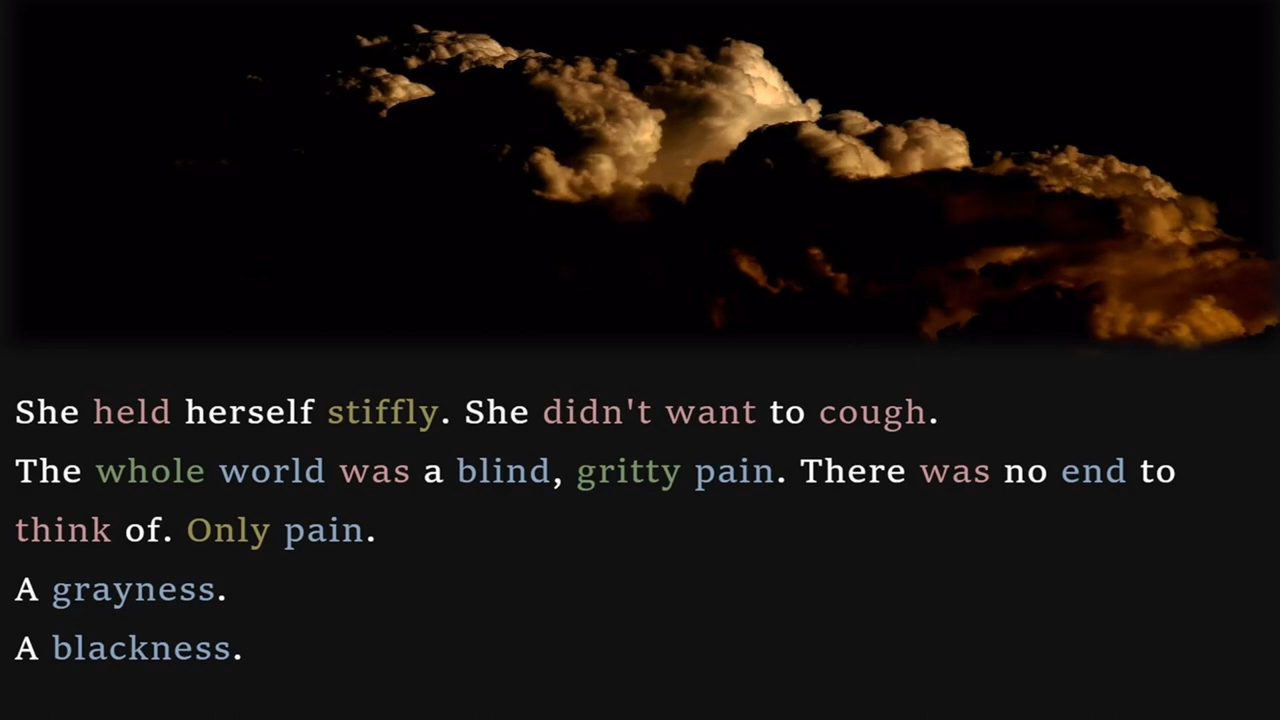 She held herself stiffly. She didn't want to cough.
The whole world was a blind, gritty pain. There was no end to
think of. Only pain.
A grayness.
A blackness.